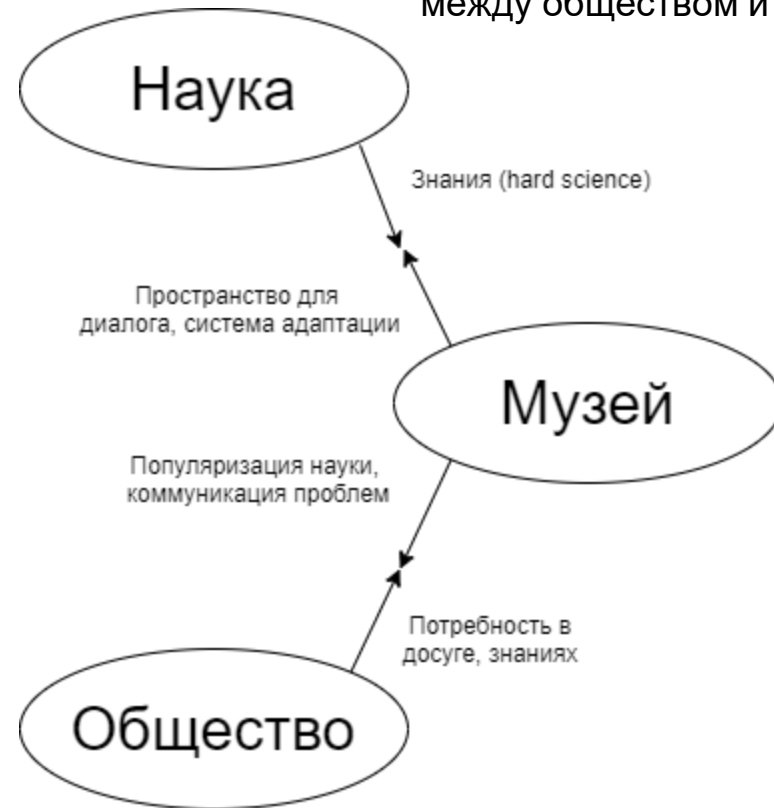 между обществом и
Наука
Знания (hard science)
Пространство для
диалога, система адаптации
Музей
Популяризация науки,
коммуникация проблем
Потребность в
досуге, знаниях
Общество